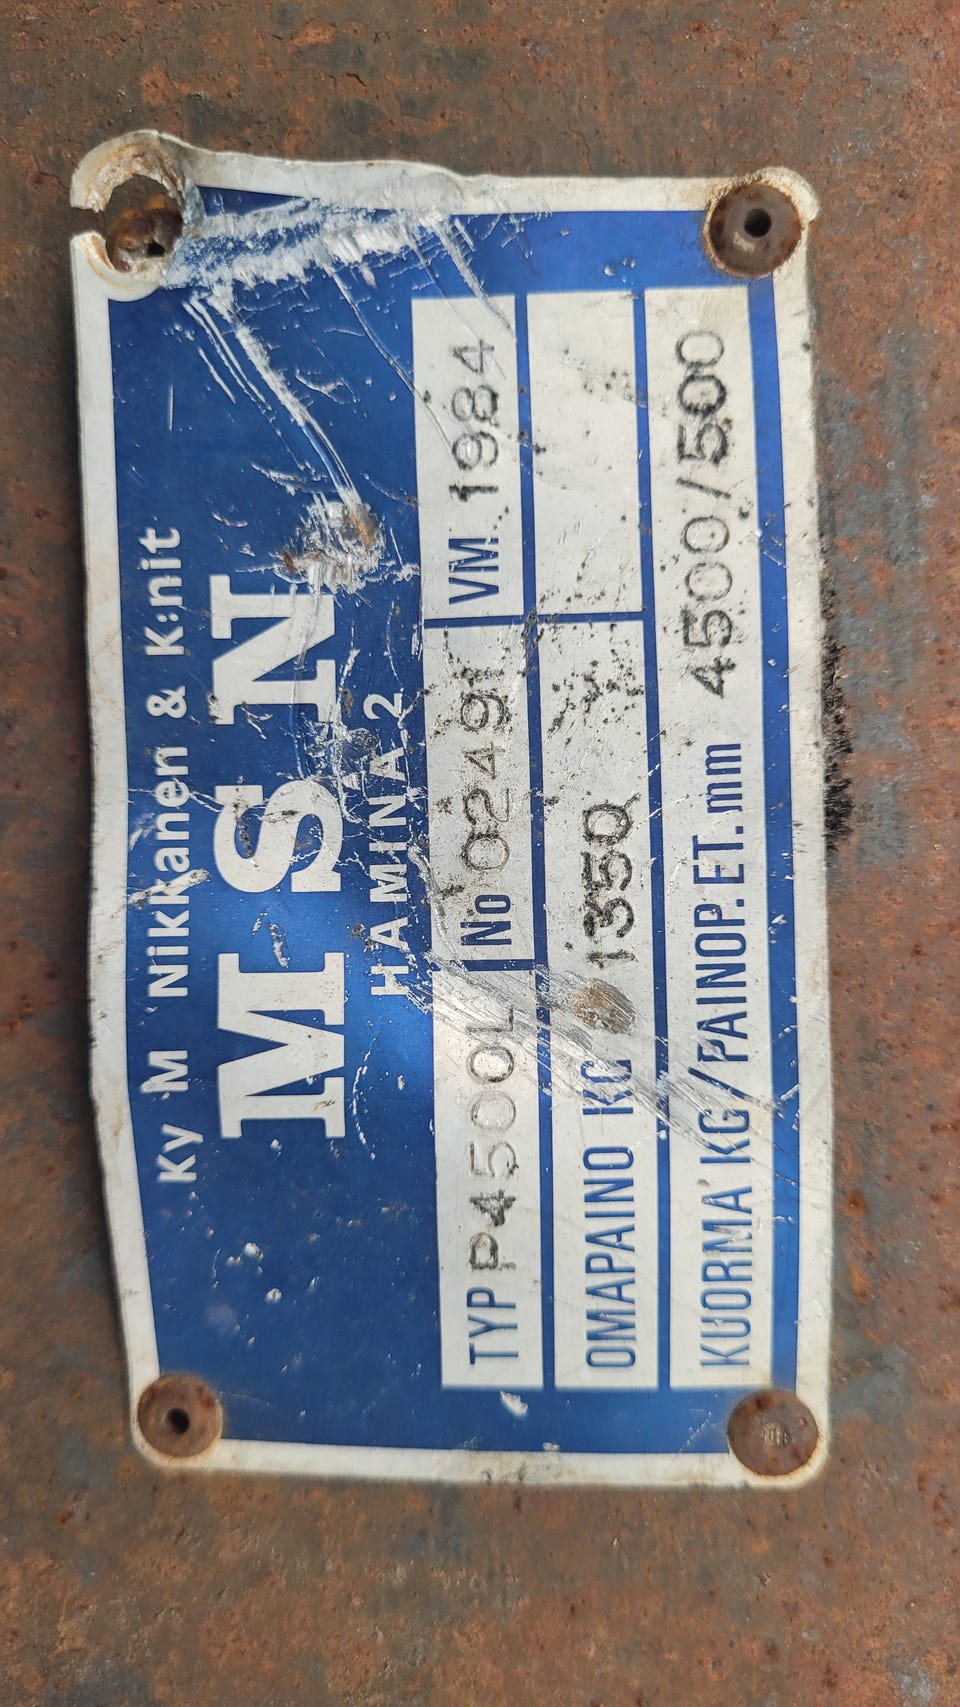 Ky M Nikkanen & K:nit
MSN
HAMINA 2
TYP P4500L No 02491 VM. 1984
OMAPAINO KG 1350
KUORMA KG/PAINOP. ET. mm 4500/500